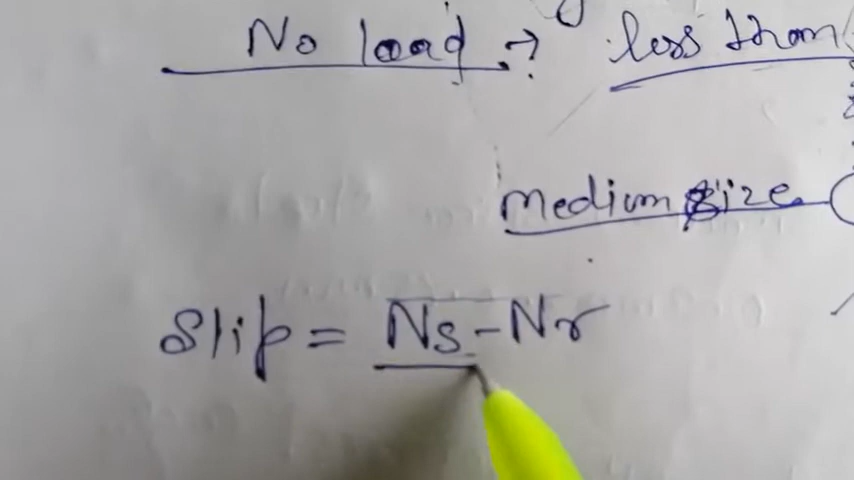 No load → less than
medium size
Slip = Ns-Nr